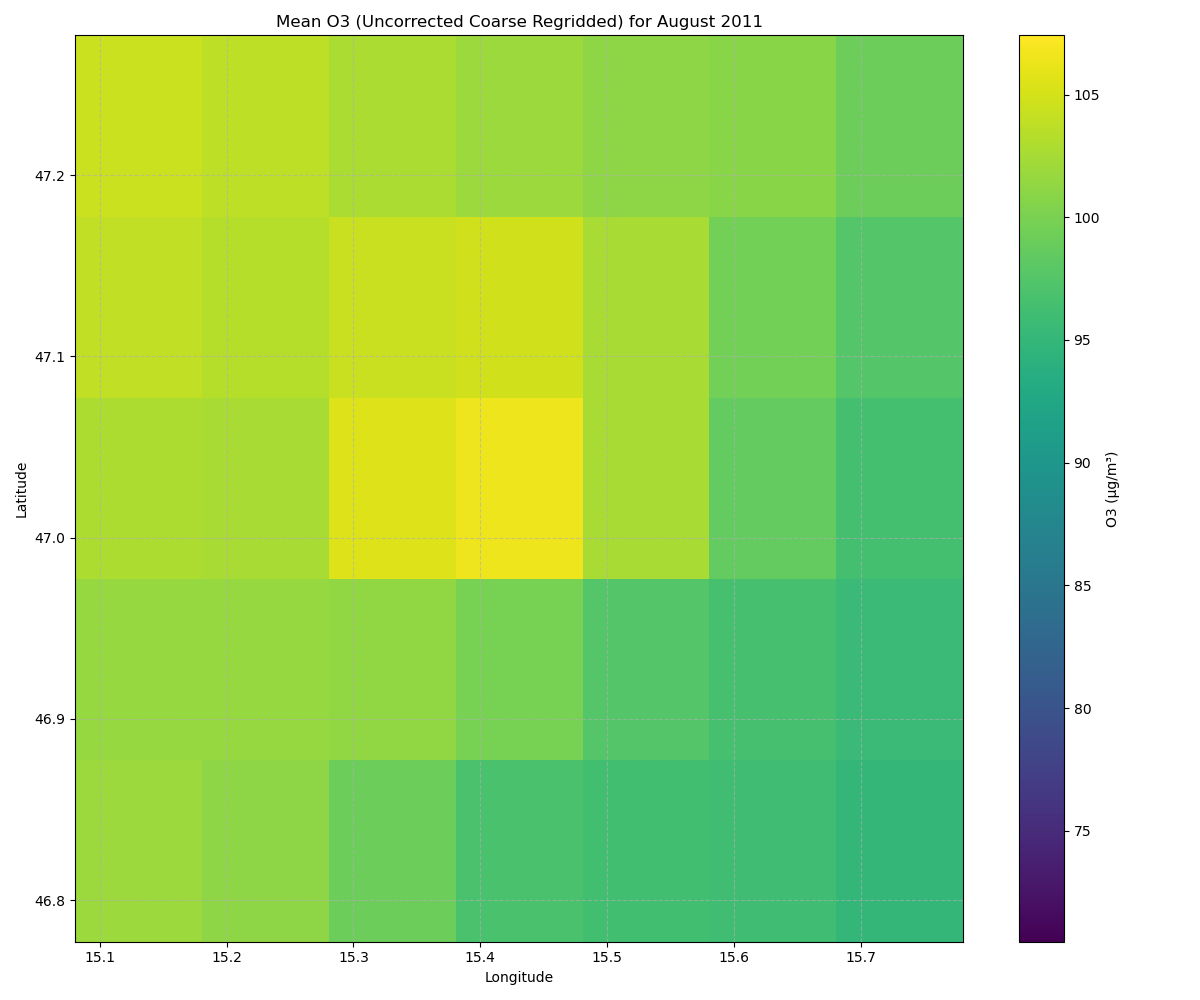 Mean O3 (Uncorrected Coarse Regridded) for August 2011
47.2
47.1
47.0
46.9
46.8
Latitude
15.1 15.2 15.3 15.4 15.5 15.6 15.7
Longitude
105
100
95
90
85
80
75
O3 (µg/m³)